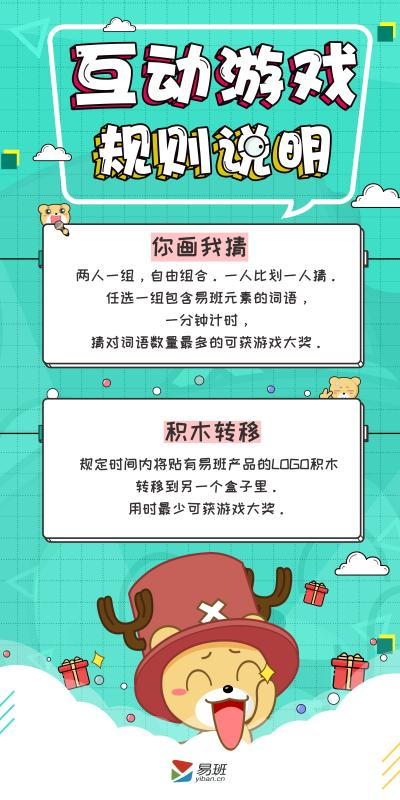 互动游戏
规则说明
你画我猜
两人一组，自由组合．一人比划一人猜．
任选一组包含易班元素的词语，
一分钟计时，
猜对词语数量最多的可获游戏大奖．
积木转移
规定时间内将贴有易班产品的LOGO积木
转移到另一个盒子里．
用时最少可获游戏大奖．
易班
yiban.cn